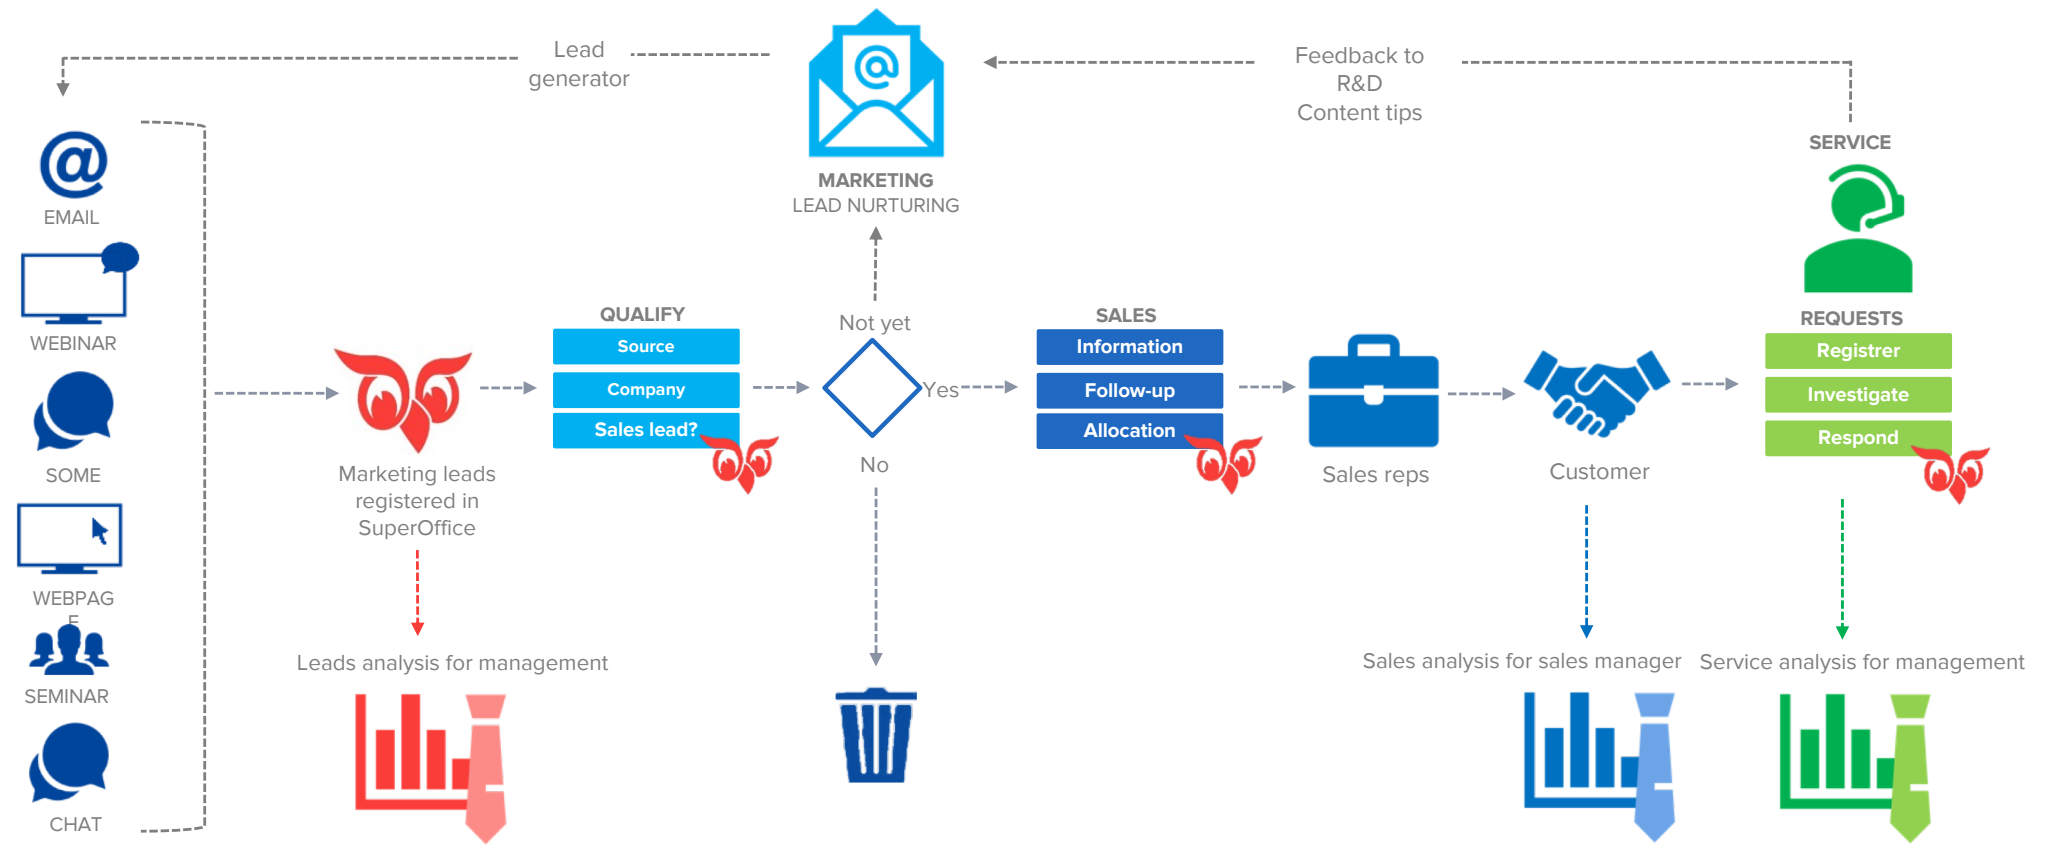 Lead
generator
Feedback to
R&D
Content tips
MARKETING
LEAD NURTURING
SERVICE
EMAIL
WEBINAR
SOME
WEBPAG
E
SEMINAR
CHAT
Marketing leads
registered in
SuperOffice
Leads analysis for management
QUALIFY
Source
Company
Sales lead?
Not yet
Yes
No
SALES
Information
Follow-up
Allocation
Sales reps
Customer
Sales analysis for sales manager
REQUESTS
Registrer
Investigate
Respond
Service analysis for management